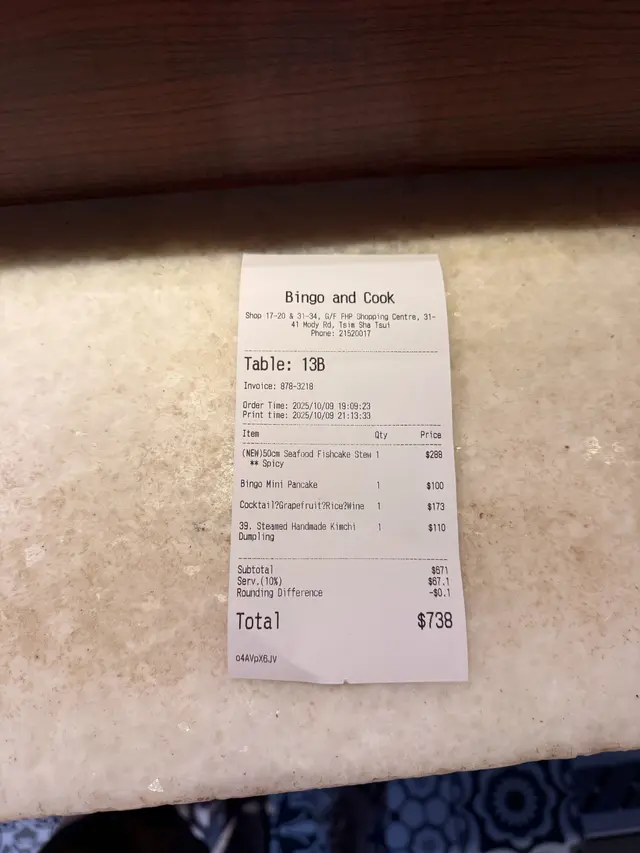 Bingo and Cook
Shop 17-20 & 31-34, G/F FHP Shopping Centre, 31-
41 Mody Rd, Tsim Sha Tsui
Phone: 21520017
Table: 13B
Invoice: 878-3218
Order Time: 2025/10/09 19:09:23
Print time: 2025/10/09 21:13:33
Item Qty Price
(NEW)50cm Seafood Fishcake Stew 1 $288
** Spicy
Bingo Mini Pancake 1 $100
Cocktail?Grapefruit?Rice?Wine 1 $173
39. Steamed Handmade Kimchi 1 $110
Dumpling
Subtotal $671
Serv.(10%) $67.1
Rounding Difference -$0.1
Total $738
o4AVpX6JV